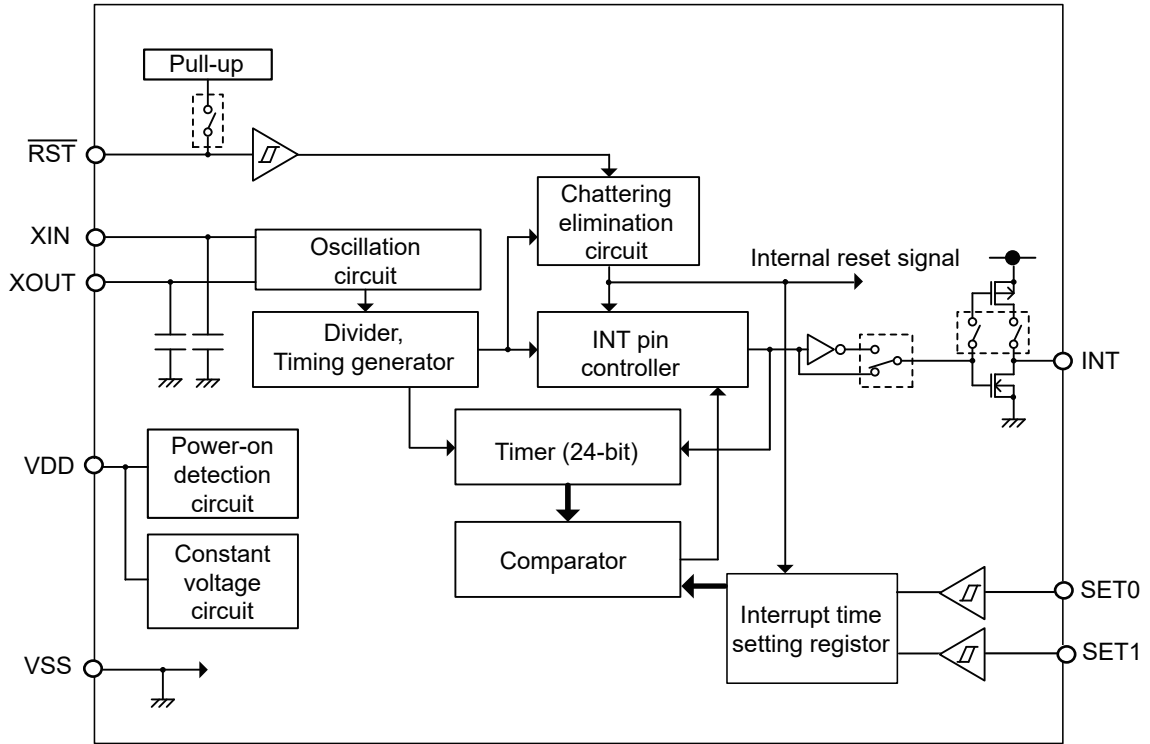 Pull-up
RST
Chattering
elimination
circuit
XIN
Oscillation
circuit
XOUT
Internal reset signal
Divider,
Timing generator
INT pin
controller
INT
Timer (24-bit)
VDD
Power-on
detection
circuit
Comparator
Constant
voltage
circuit
Interrupt time
setting registor
SET0
SET1
VSS